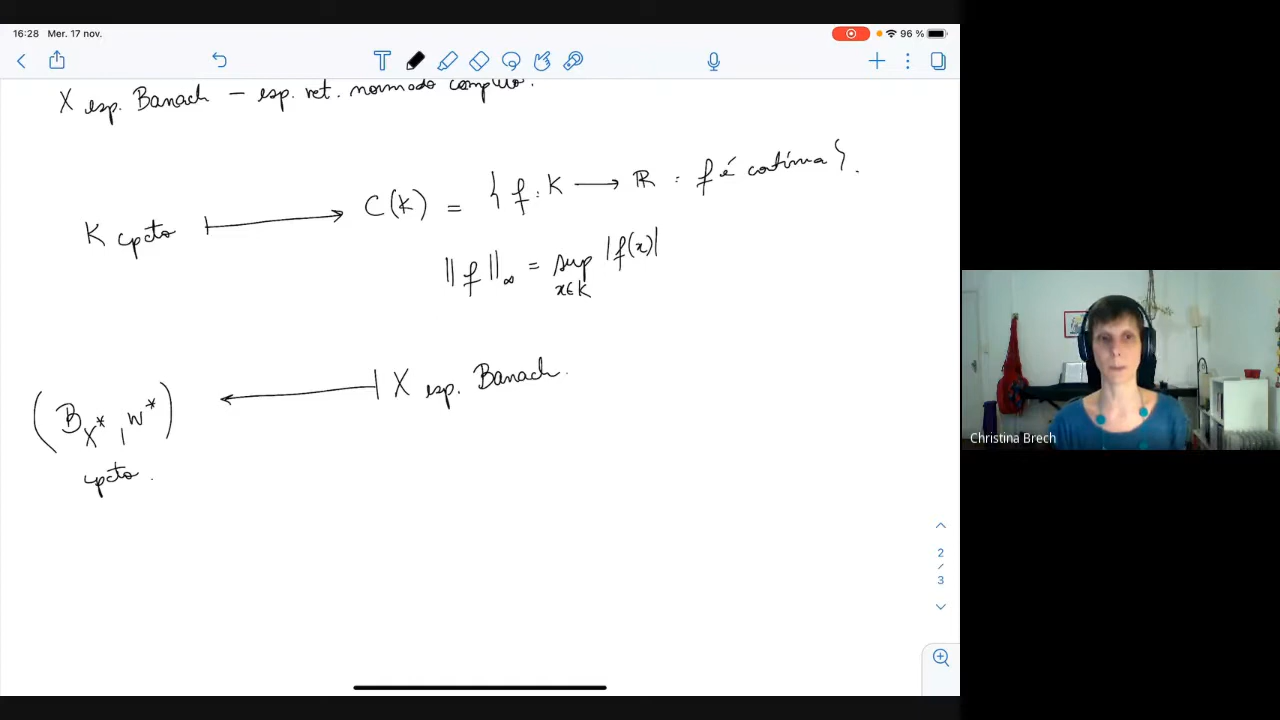 16:28 Mer. 17 nov. 96 %
X esp. Banach — esp. vet. normado completo.
K cpcto ⟼ C(K) = { f : K ⟶ ℝ : f é contínua }.
‖ f ‖∞ = sup |f(x)|
x∈K
X esp. Banach.
(B_X*, w*)
cpcto.
Christina Brech
2
/
3